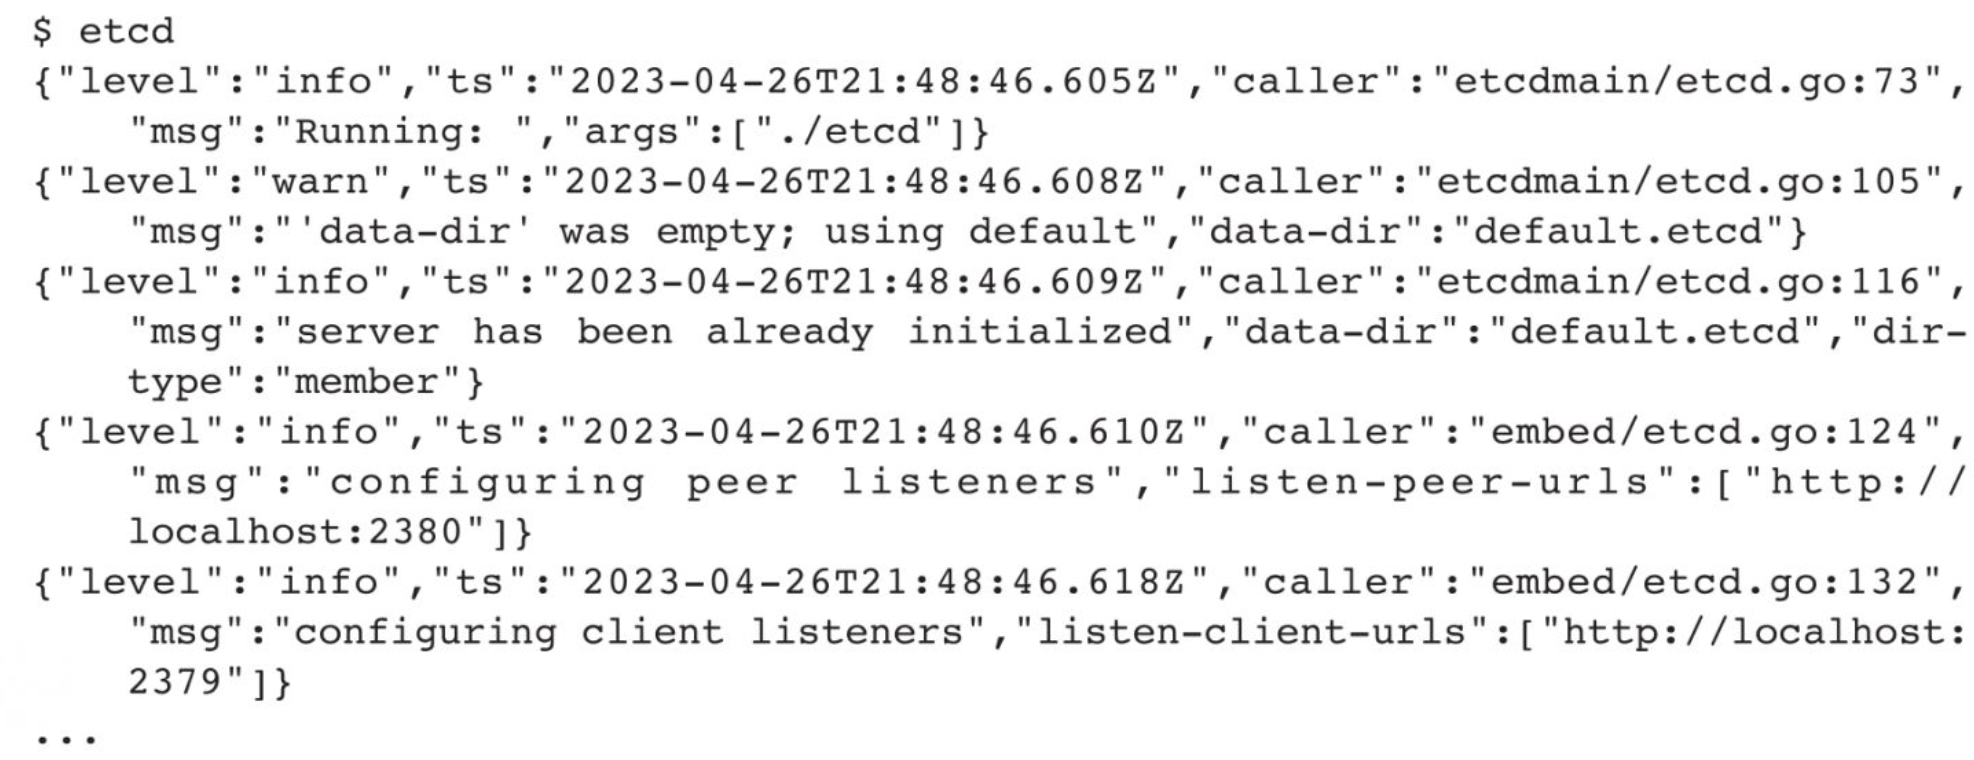 $ etcd
{"level":"info","ts":"2023-04-26T21:48:46.605Z","caller":"etcdmain/etcd.go:73",
"msg":"Running: ","args":["./etcd"]}
{"level":"warn","ts":"2023-04-26T21:48:46.608Z","caller":"etcdmain/etcd.go:105",
"msg":"'data-dir' was empty; using default","data-dir":"default.etcd"}
{"level":"info","ts":"2023-04-26T21:48:46.609Z","caller":"etcdmain/etcd.go:116",
"msg":"server has been already initialized","data-dir":"default.etcd","dir-
type":"member"}
{"level":"info","ts":"2023-04-26T21:48:46.610Z","caller":"embed/etcd.go:124",
"msg":"configuring peer listeners","listen-peer-urls":["http://
localhost:2380"]}
{"level":"info","ts":"2023-04-26T21:48:46.618Z","caller":"embed/etcd.go:132",
"msg":"configuring client listeners","listen-client-urls":["http://localhost:
2379"]}
...